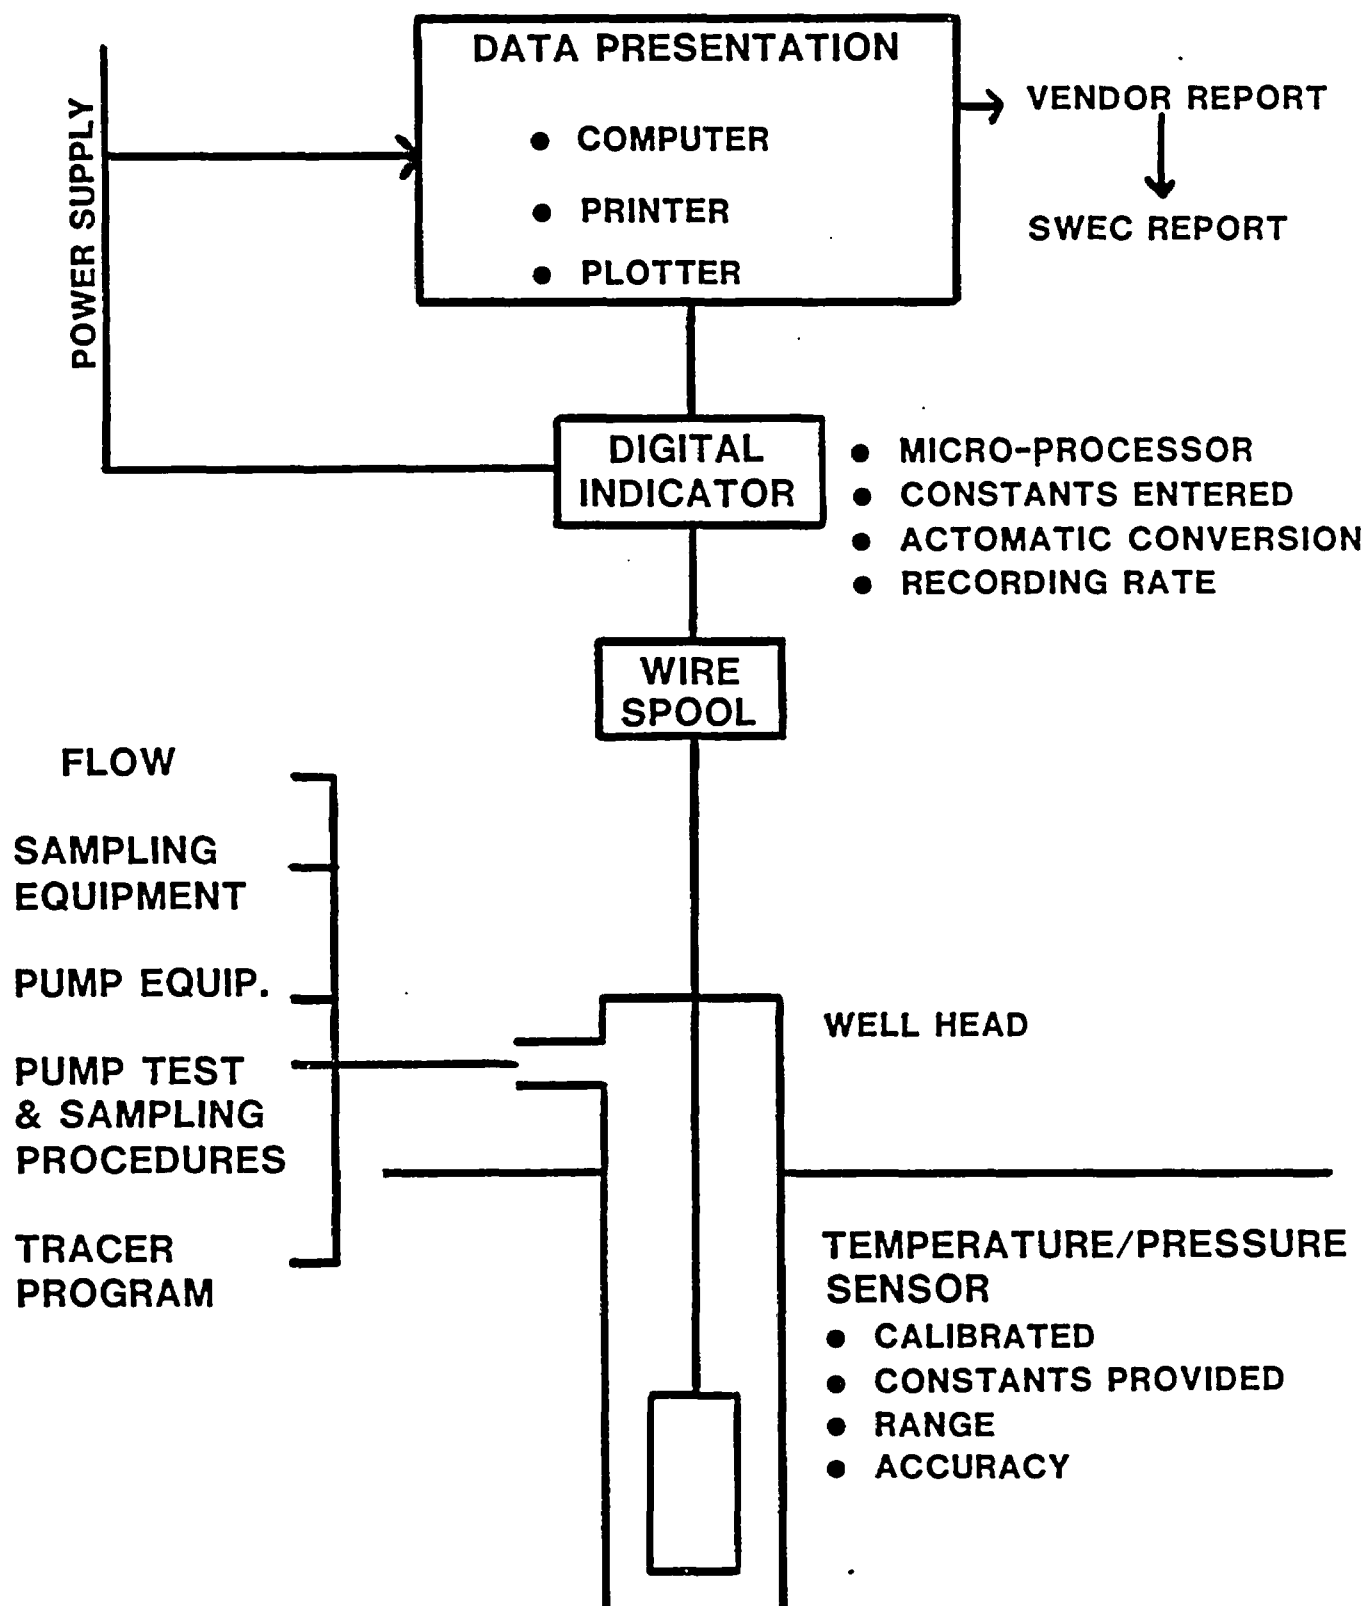 DATA PRESENTATION
● COMPUTER
● PRINTER
● PLOTTER
VENDOR REPORT
SWEC REPORT
POWER SUPPLY
DIGITAL
INDICATOR
● MICRO-PROCESSOR
● CONSTANTS ENTERED
● ACTOMATIC CONVERSION
● RECORDING RATE
WIRE
SPOOL
FLOW
SAMPLING
EQUIPMENT
PUMP EQUIP.
PUMP TEST
& SAMPLING
PROCEDURES
TRACER
PROGRAM
WELL HEAD
TEMPERATURE/PRESSURE
SENSOR
● CALIBRATED
● CONSTANTS PROVIDED
● RANGE
● ACCURACY